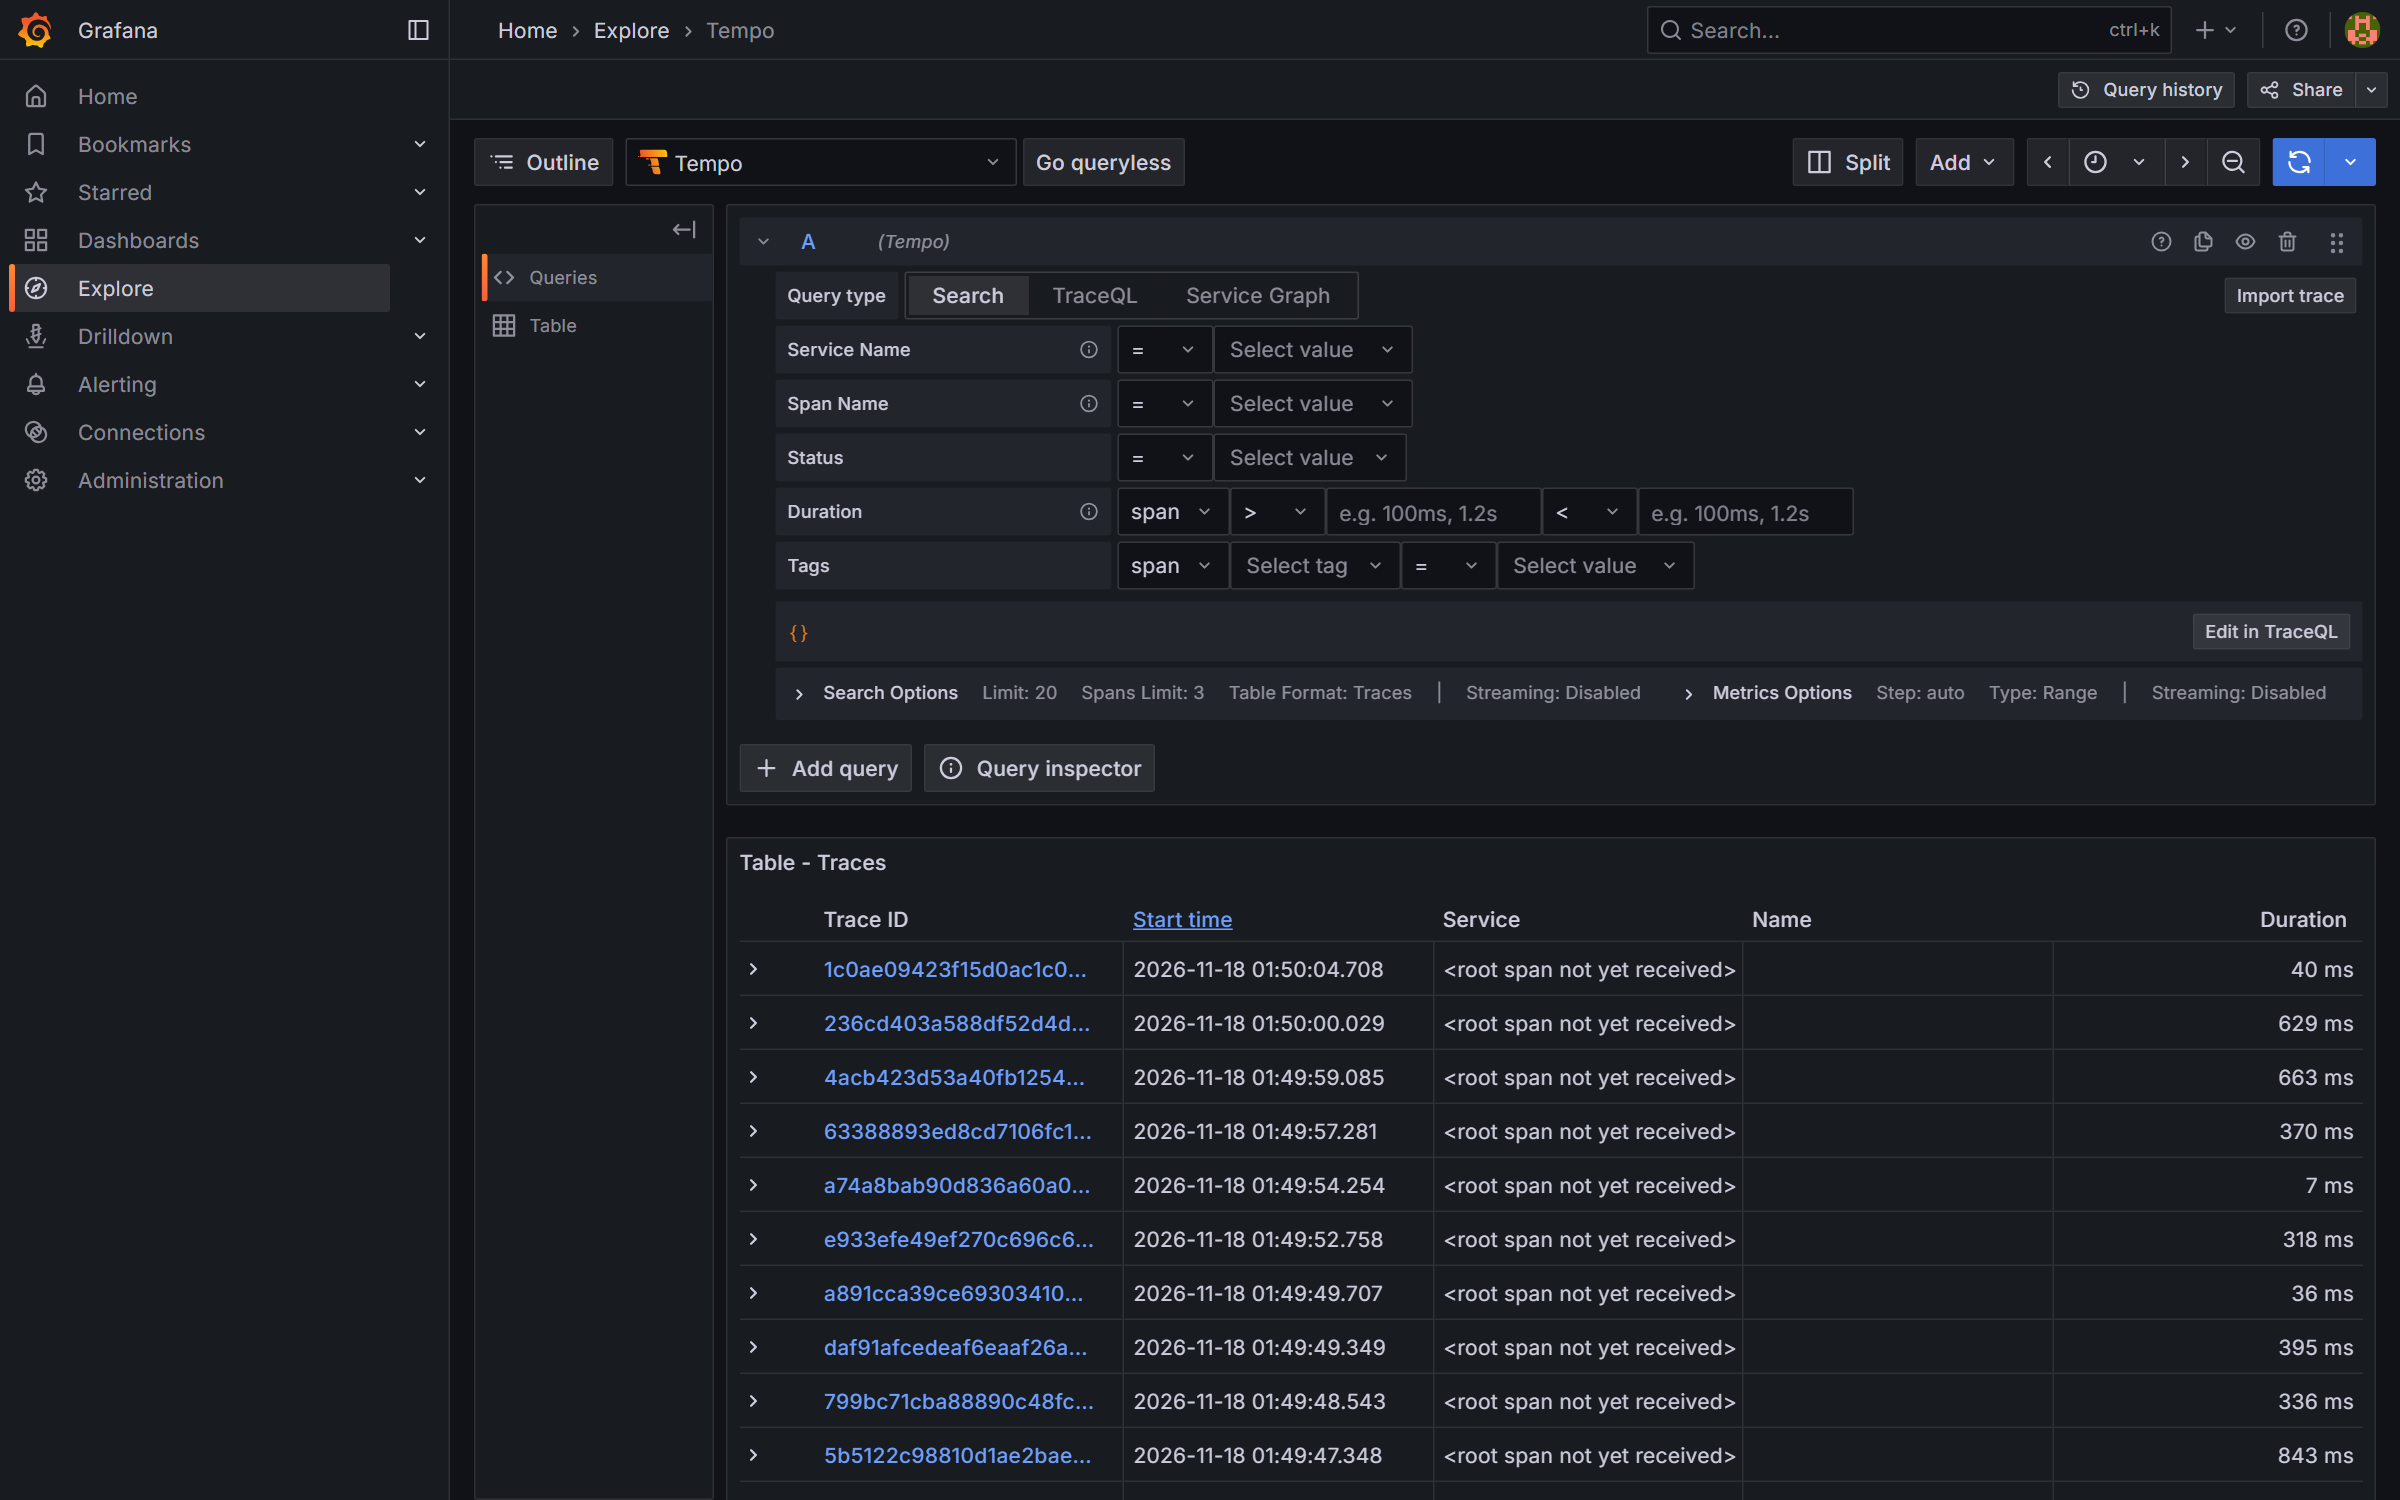 Grafana
Home
Bookmarks
Starred
Dashboards
Explore
Drilldown
Alerting
Connections
Administration
Home › Explore › Tempo
Search... ctrl+k
Query history
Share
Outline
Tempo
Go queryless
Split
Add
Queries
Table
A (Tempo)
Query type Search TraceQL Service Graph Import trace
Service Name = Select value
Span Name = Select value
Status = Select value
Duration span > e.g. 100ms, 1.2s < e.g. 100ms, 1.2s
Tags span Select tag = Select value
{} Edit in TraceQL
Search Options Limit: 20 Spans Limit: 3 Table Format: Traces | Streaming: Disabled Metrics Options Step: auto Type: Range | Streaming: Disabled
Add query
Query inspector
Table - Traces
Trace ID Start time Service Name Duration
1c0ae09423f15d0ac1c0... 2026-11-18 01:50:04.708 <root span not yet received> 40 ms
236cd403a588df52d4d... 2026-11-18 01:50:00.029 <root span not yet received> 629 ms
4acb423d53a40fb1254... 2026-11-18 01:49:59.085 <root span not yet received> 663 ms
63388893ed8cd7106fc1... 2026-11-18 01:49:57.281 <root span not yet received> 370 ms
a74a8bab90d836a60a0... 2026-11-18 01:49:54.254 <root span not yet received> 7 ms
e933efe49ef270c696c6... 2026-11-18 01:49:52.758 <root span not yet received> 318 ms
a891cca39ce69303410... 2026-11-18 01:49:49.707 <root span not yet received> 36 ms
daf91afcedeaf6eaaf26a... 2026-11-18 01:49:49.349 <root span not yet received> 395 ms
799bc71cba88890c48fc... 2026-11-18 01:49:48.543 <root span not yet received> 336 ms
5b5122c98810d1ae2bae... 2026-11-18 01:49:47.348 <root span not yet received> 843 ms